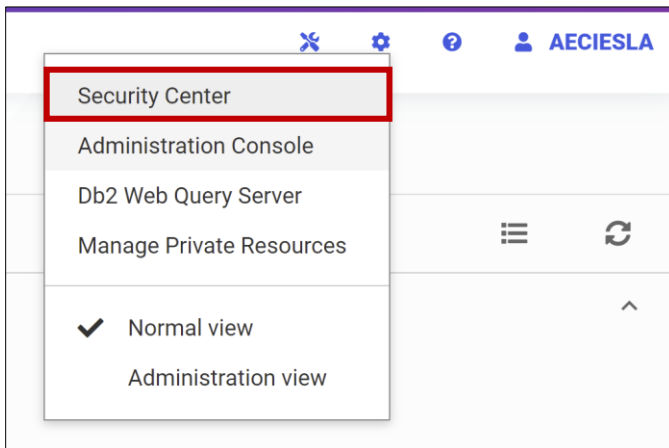 AECIESLA
Security Center
Administration Console
Db2 Web Query Server
Manage Private Resources
Normal view
Administration view